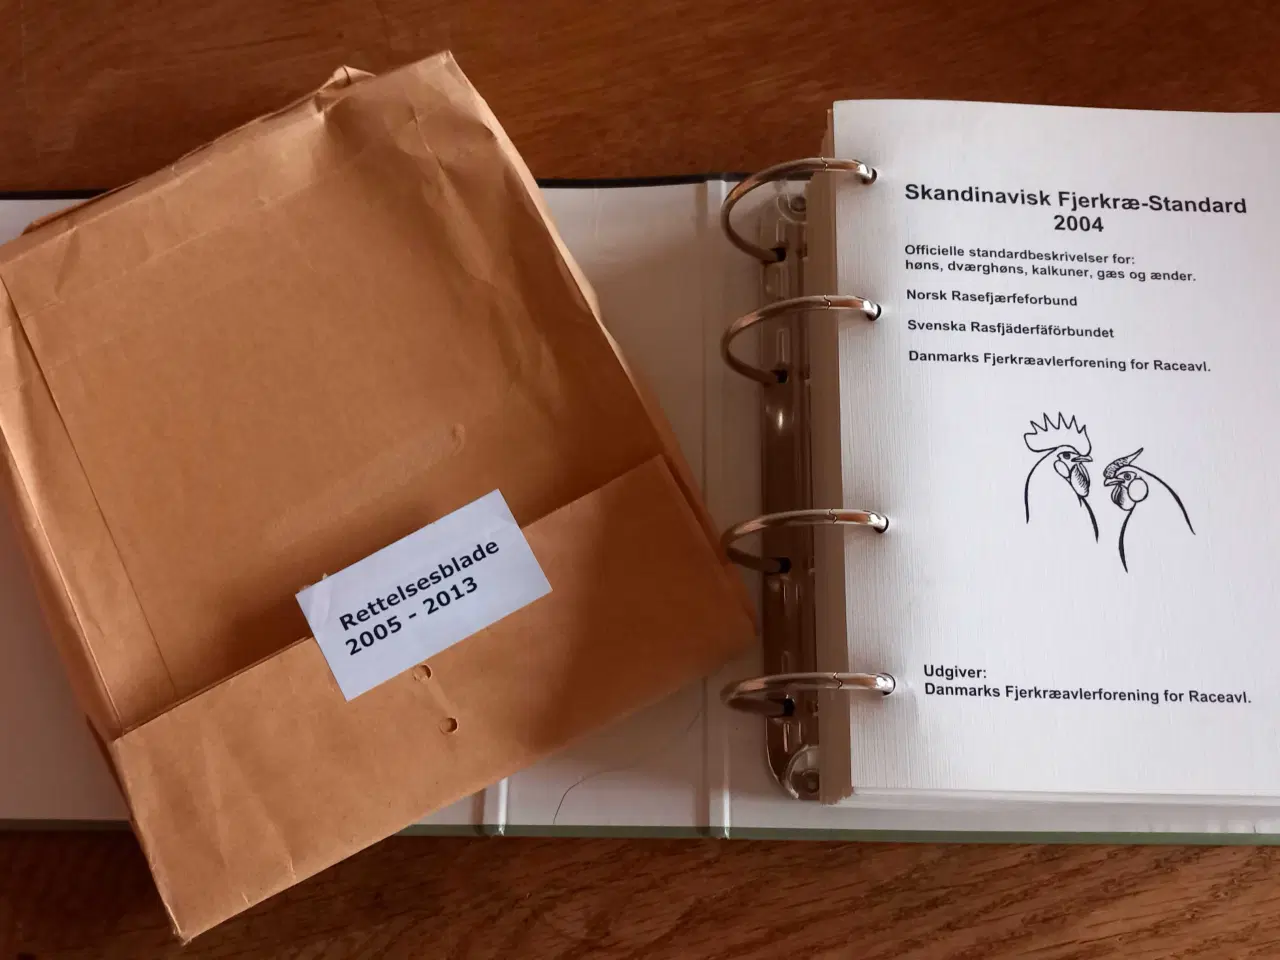 Rettelsesblade
2005 - 2013
Skandinavisk Fjerkræ-Standard
2004
Officielle standardbeskrivelser for:
høns, dværghøns, kalkuner, gæs og ænder.
Norsk Rasefjærfeforbund
Svenska Rasfjäderfäförbundet
Danmarks Fjerkræavlerforening for Raceavl.
Udgiver:
Danmarks Fjerkræavlerforening for Raceavl.